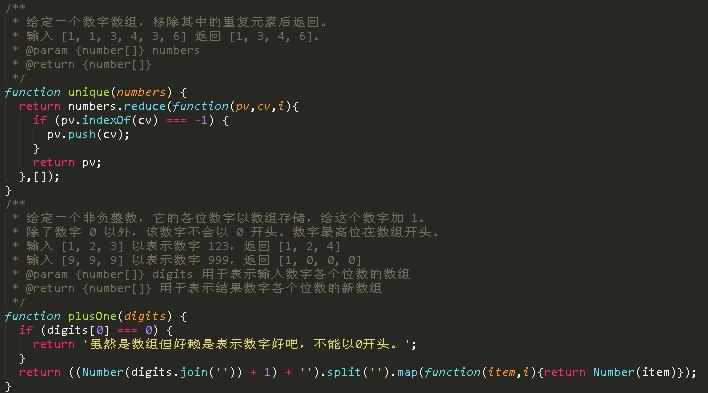 /**
 * 给定一个数字数组，移除其中的重复元素后返回。
 * 输入 [1, 1, 3, 4, 3, 6] 返回 [1, 3, 4, 6]。
 * @param {number[]} numbers
 * @return {number[]}
 */
function unique(numbers) {
  return numbers.reduce(function(pv,cv,i){
    if (pv.indexOf(cv) === -1) {
      pv.push(cv);
    }
    return pv;
  },[]);
}
/**
 * 给定一个非负整数，它的各位数字以数组存储，给这个数字加 1。
 * 除了数字 0 以外，该数字不会以 0 开头。数字最高位在数组开头。
 * 输入 [1, 2, 3] 以表示数字 123，返回 [1, 2, 4]
 * 输入 [9, 9, 9] 以表示数字 999，返回 [1, 0, 0, 0]
 * @param {number[]} digits 用于表示输入数字各个位数的数组
 * @return {number[]} 用于表示结果数字各个位数的新数组
 */
function plusOne(digits) {
  if (digits[0] === 0) {
    return '虽然是数组但好赖是表示数字好吧，不能以0开头。';
  }
  return ((Number(digits.join('')) + 1) + '').split('').map(function(item,i){return Number(item)});
}